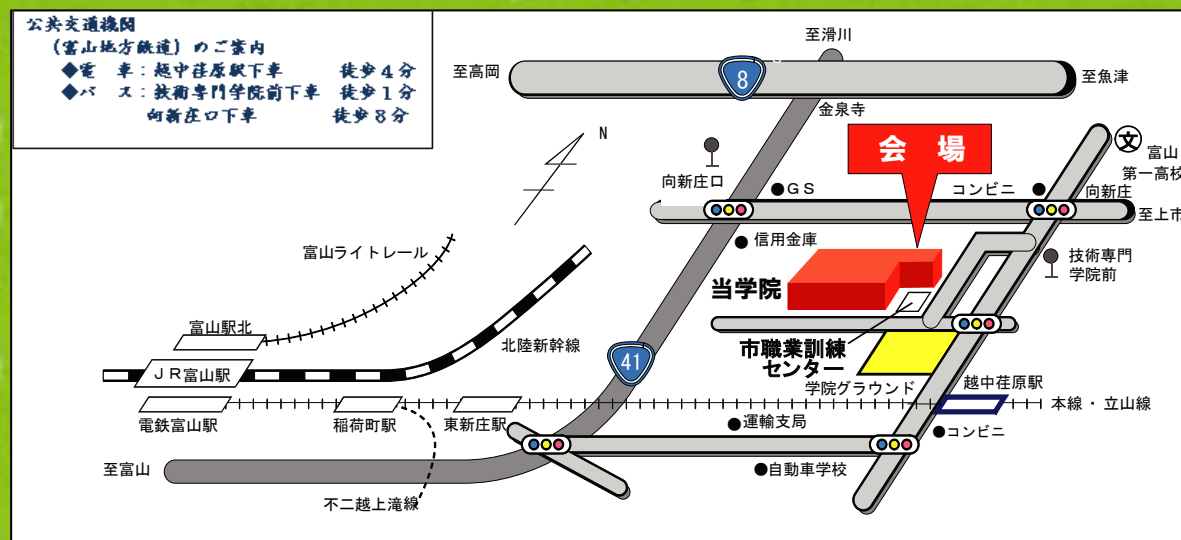 公共交通機関
(富山地方鉄道)のご案内
◆電　車:越中荏原駅下車　徒歩4分
◆バ　ス:技術専門学院前下車　徒歩1分
向新庄口下車　徒歩8分
至滑川
至高岡
8
至魚津
金泉寺
N
会　場
文
富山
第一高校
向新庄口
●GS
コンビニ
向新庄
至上市
●信用金庫
富山ライトレール
技術専門
学院前
当学院
富山駅北
北陸新幹線
市職業訓練
センター
41
JR富山駅
学院グラウンド
越中荏原駅
本線・立山線
電鉄富山駅
稲荷町駅
東新庄駅
●運輸支局
●コンビニ
至富山
●自動車学校
不二越上滝線